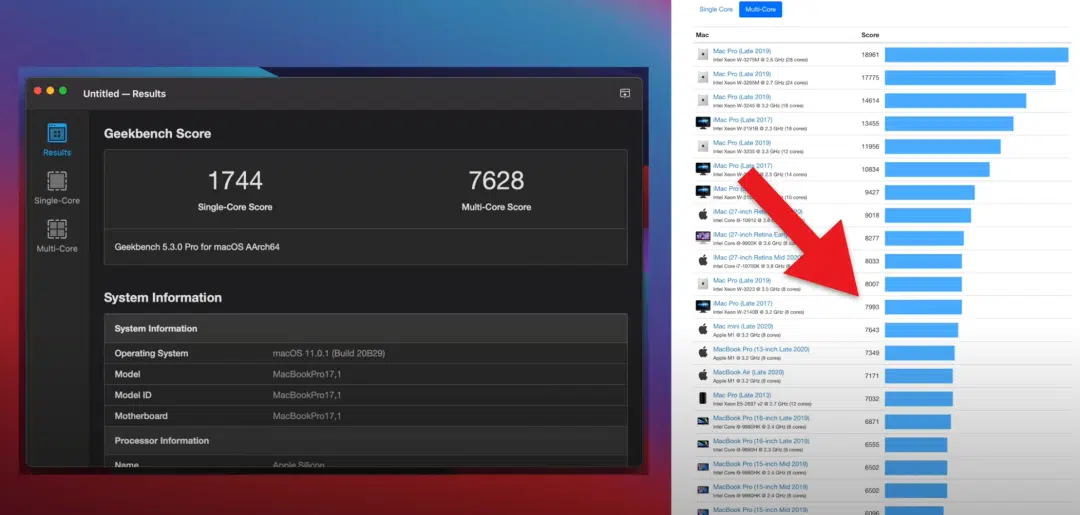 Untitled — Results
Results
Single-Core
Multi-Core
Geekbench Score
1744
7628
Single-Core Score
Multi-Core Score
Geekbench 5.3.0 Pro for macOS AArch64
System Information
System Information
Operating System
macOS 11.0.1 (Build 20B29)
Model
MacBookPro17,1
Model ID
MacBookPro17,1
Motherboard
MacBookPro17,1
Processor Information
Name
Apple Silicon
Single Core
Multi-Core
Mac
Score
Mac Pro (Late 2019)
Intel Xeon W-3275M @ 2.5 GHz (28 cores)
18961
Mac Pro (Late 2019)
Intel Xeon W-3265M @ 2.7 GHz (24 cores)
17775
Mac Pro (Late 2019)
Intel Xeon W-3245 @ 3.2 GHz (16 cores)
14614
iMac Pro (Late 2017)
Intel Xeon W-2191B @ 2.3 GHz (18 cores)
13455
Mac Pro (Late 2019)
Intel Xeon W-3235 @ 3.3 GHz (12 cores)
11956
iMac Pro (Late 2017)
2.5 GHz (14 cores)
10834
iMac
Intel Xeon
(10 cores)
9427
iMac (27-inch
2020)
Intel Core i9-10910 @
9018
iMac (27-inch Retina
Intel Core i9-9900K @ 3.6 GHz (8
8277
iMac (27-inch Retina Mid 2020)
Intel Core i7-10700K @ 3.8 GHz (8
8033
Mac Pro (Late 2019)
Intel Xeon W-3223 @ 3.5 GHz (8 cores)
8007
iMac Pro (Late 2017)
Intel Xeon W-2140B @ 3.2 GHz (8 cores)
7993
Mac mini (Late 2020)
Apple M1 @ 3.2 GHz (8 cores)
7643
MacBook Pro (13-inch Late 2020)
Apple M1 @ 3.2 GHz (8 cores)
7349
MacBook Air (Late 2020)
Apple M1 @ 3.2 GHz (8 cores)
7171
Mac Pro (Late 2013)
Intel Xeon E5-2697 v2 @ 2.7 GHz (12 cores)
7032
MacBook Pro (16-inch Late 2019)
Intel Core i9-9980HK @ 2.4 GHz (8 cores)
6871
MacBook Pro (16-inch Late 2019)
Intel Core i9-9880H @ 2.3 GHz (8 cores)
6555
MacBook Pro (15-inch Mid 2019)
Intel Core i9-9980HK @ 2.4 GHz (8 cores)
6502
MacBook Pro (15-inch Mid 2019)
Intel Core i9-9980HK @ 2.4 GHz (8 cores)
6502
MacBook Pro (15-inch Mid 2019)
6096